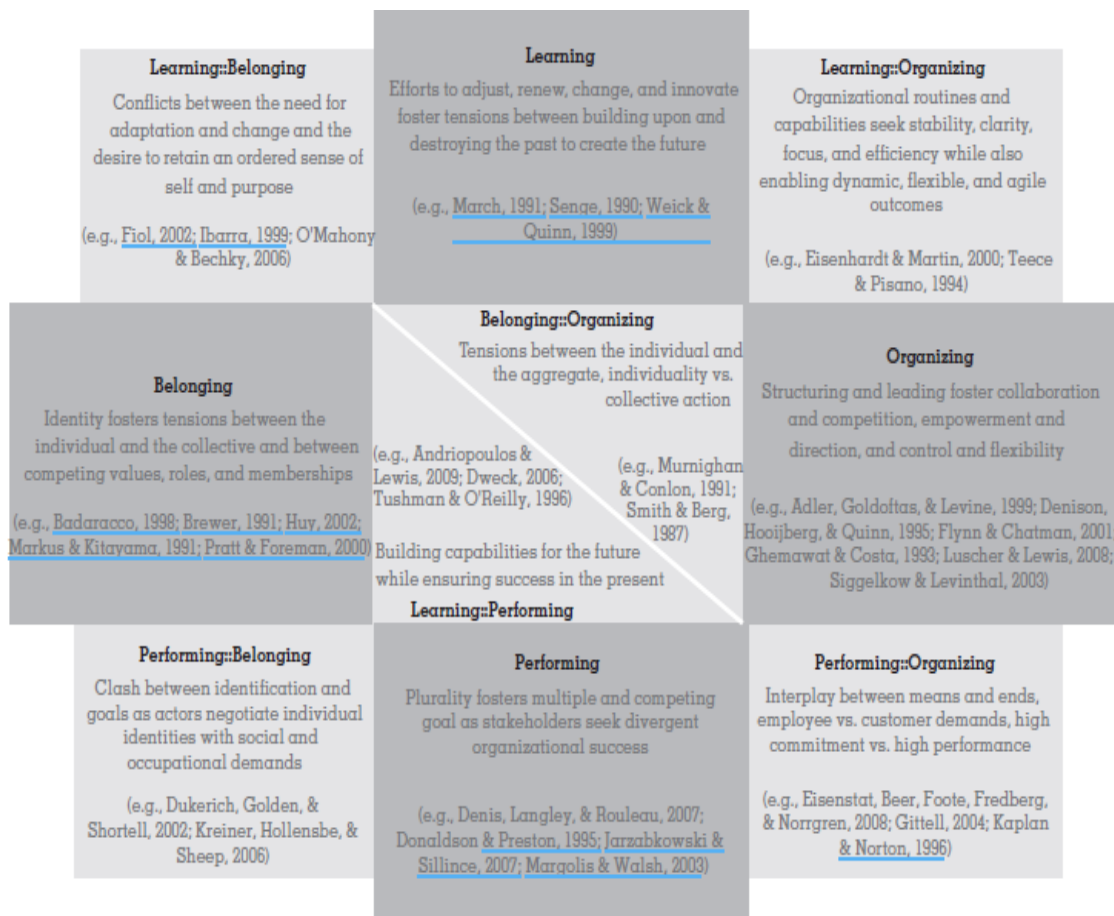 Learning::Belonging
Conflicts between the need for
adaptation and change and the
desire to retain an ordered sense of
self and purpose
(e.g., Fiol, 2002; Ibarra, 1999; O'Mahony
& Bechky, 2006)
Learning
Efforts to adjust, renew, change, and innovate
foster tensions between building upon and
destroying the past to create the future
(e.g., March, 1991; Senge, 1990; Weick &
Quinn, 1999)
Learning::Organizing
Organizational routines and
capabilities seek stability, clarity,
focus, and efficiency while also
enabling dynamic, flexible, and agile
outcomes
(e.g., Eisenhardt & Martin, 2000; Teece
& Pisano, 1994)
Belonging
Identity fosters tensions between the
individual and the collective and between
competing values, roles, and memberships
(e.g., Badaracco, 1998; Brewer, 1991; Huy, 2002;
Markus & Kitayama, 1991; Pratt & Foreman, 2000)
Belonging::Organizing
Tensions between the individual and
the aggregate, individuality vs.
collective action
(e.g., Murnighan
& Conlon, 1991;
Smith & Berg,
1987)
(e.g., Andriopoulos &
Lewis, 2009; Dweck, 2006;
Tushman & O'Reilly, 1996)
Building capabilities for the future
while ensuring success in the present
Learning::Performing
Organizing
Structuring and leading foster collaboration
and competition, empowerment and
direction, and control and flexibility
(e.g., Adler, Goldoftas, & Levine, 1999; Denison,
Hooijberg, & Quinn, 1995; Flynn & Chatman, 2001
Ghemawat & Costa, 1993; Luscher & Lewis, 2008;
Siggelkow & Levinthal, 2003)
Performing::Belonging
Clash between identification and
goals as actors negotiate individual
identities with social and
occupational demands
(e.g., Dukerich, Golden, &
Shortell, 2002; Kreiner, Hollensbe, &
Sheep, 2006)
Performing
Plurality fosters multiple and competing
goal as stakeholders seek divergent
organizational success
(e.g., Denis, Langley, & Rouleau, 2007;
Donaldson & Preston, 1995; Jarzabkowski &
Sillince, 2007; Margolis & Walsh, 2003)
Performing::Organizing
Interplay between means and ends,
employee vs. customer demands, high
commitment vs. high performance
(e.g., Eisenstat, Beer, Foote, Fredberg,
& Norrgren, 2008; Gittell, 2004; Kaplan
& Norton, 1996)